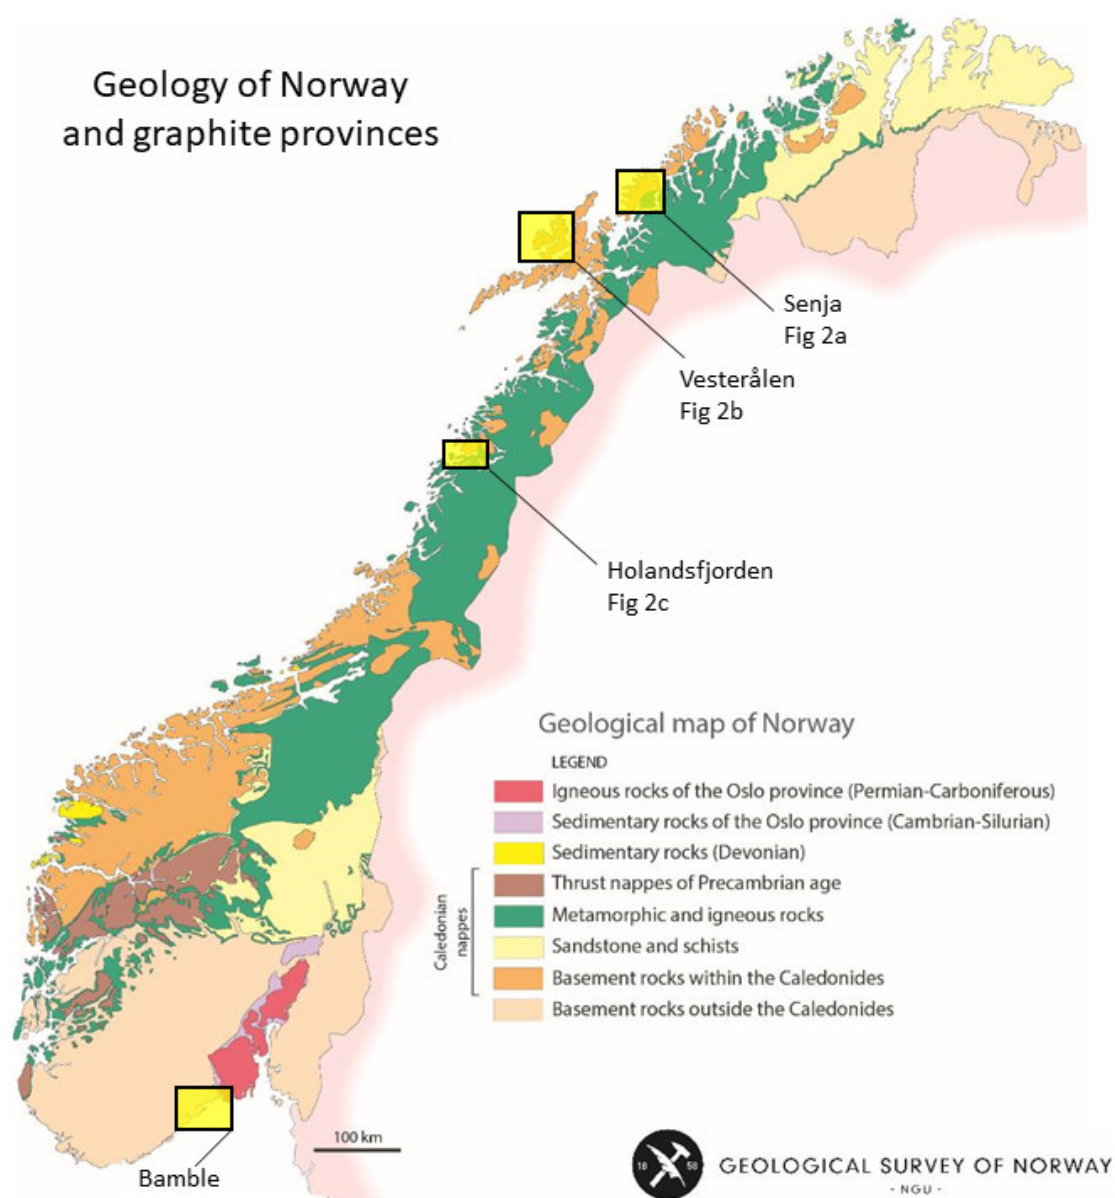 Geology of Norway
and graphite provinces
Senja
Fig 2a
Vesterålen
Fig 2b
Holandsfjorden
Fig 2c
Geological map of Norway
LEGEND
Igneous rocks of the Oslo province (Permian-Carboniferous)
Sedimentary rocks of the Oslo province (Cambrian-Silurian)
Sedimentary rocks (Devonian)
Caledonian
nappes
Thrust nappes of Precambrian age
Metamorphic and igneous rocks
Sandstone and schists
Basement rocks within the Caledonides
Basement rocks outside the Caledonides
100 km
Bamble
18 58
GEOLOGICAL SURVEY OF NORWAY
- NGU -